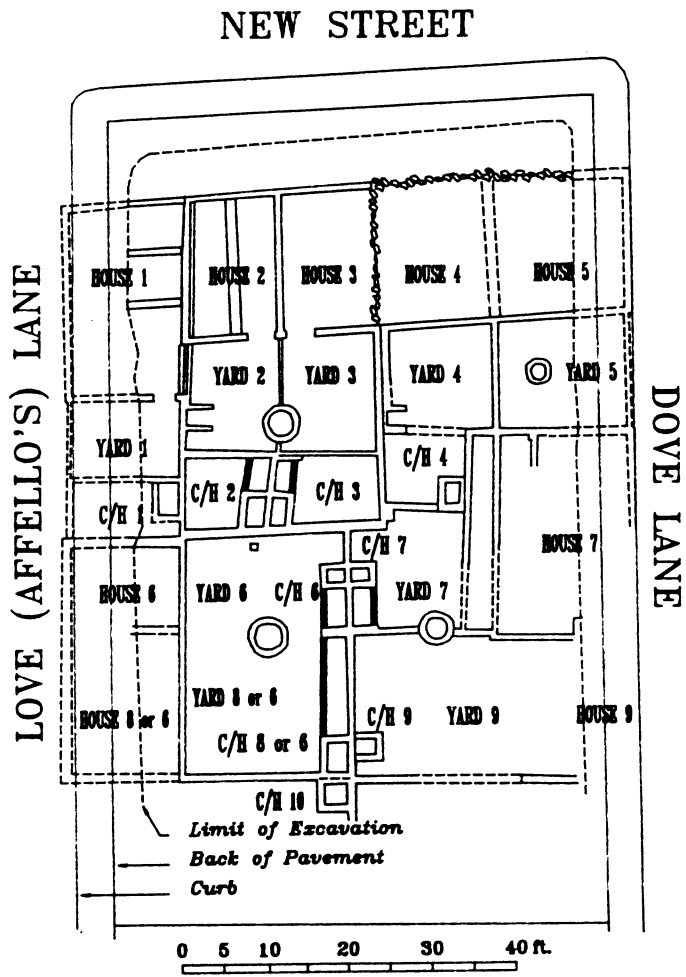 NEW STREET
LOVE (AFFELLO'S) LANE
DOVE LANE
HOUSE 1
HOUSE 2
HOUSE 3
HOUSE 4
HOUSE 5
YARD 1
YARD 2
YARD 3
YARD 4
YARD 5
C/H 1
C/H 2
C/H 3
C/H 4
HOUSE 6
YARD 6
C/H 6
C/H 7
YARD 7
HOUSE 7
HOUSE 8 or 6
YARD 8 or 6
C/H 8 or 6
C/H 9
YARD 9
HOUSE 9
C/H 10
Limit of Excavation
Back of Pavement
Curb
0 5 10 20 30 40 ft.